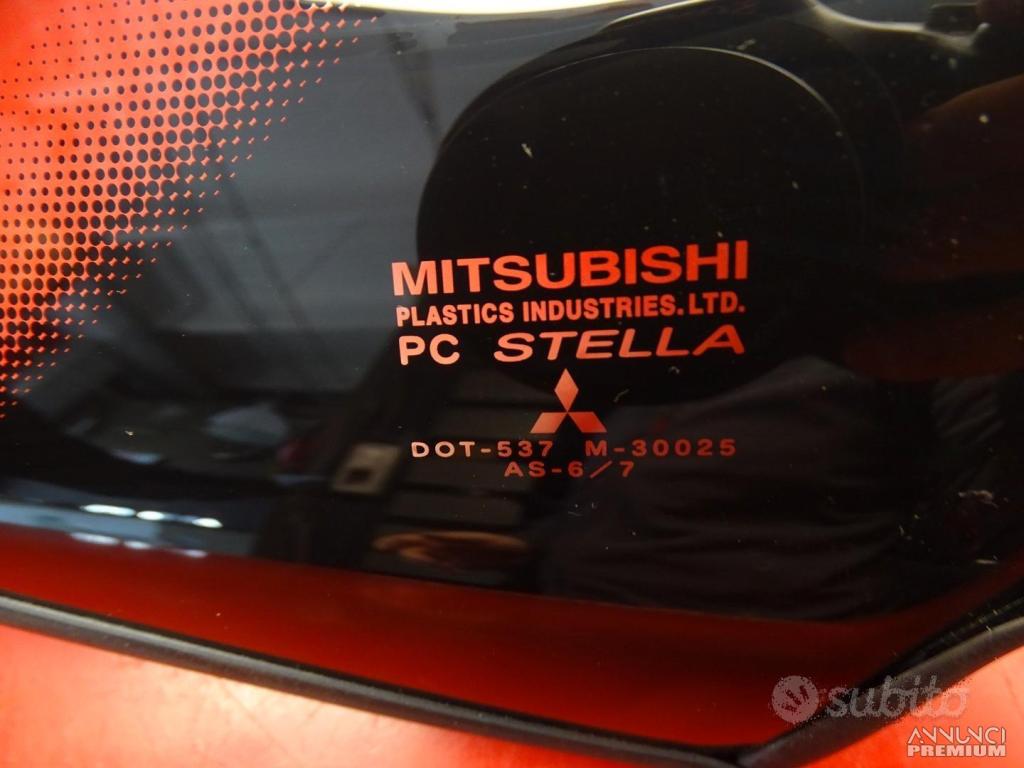 MITSUBISHI
PLASTICS INDUSTRIES.LTD.
PC STELLA
DOT-537 M-30025
AS-6/7
subito
ANNUNCI
PREMIUM